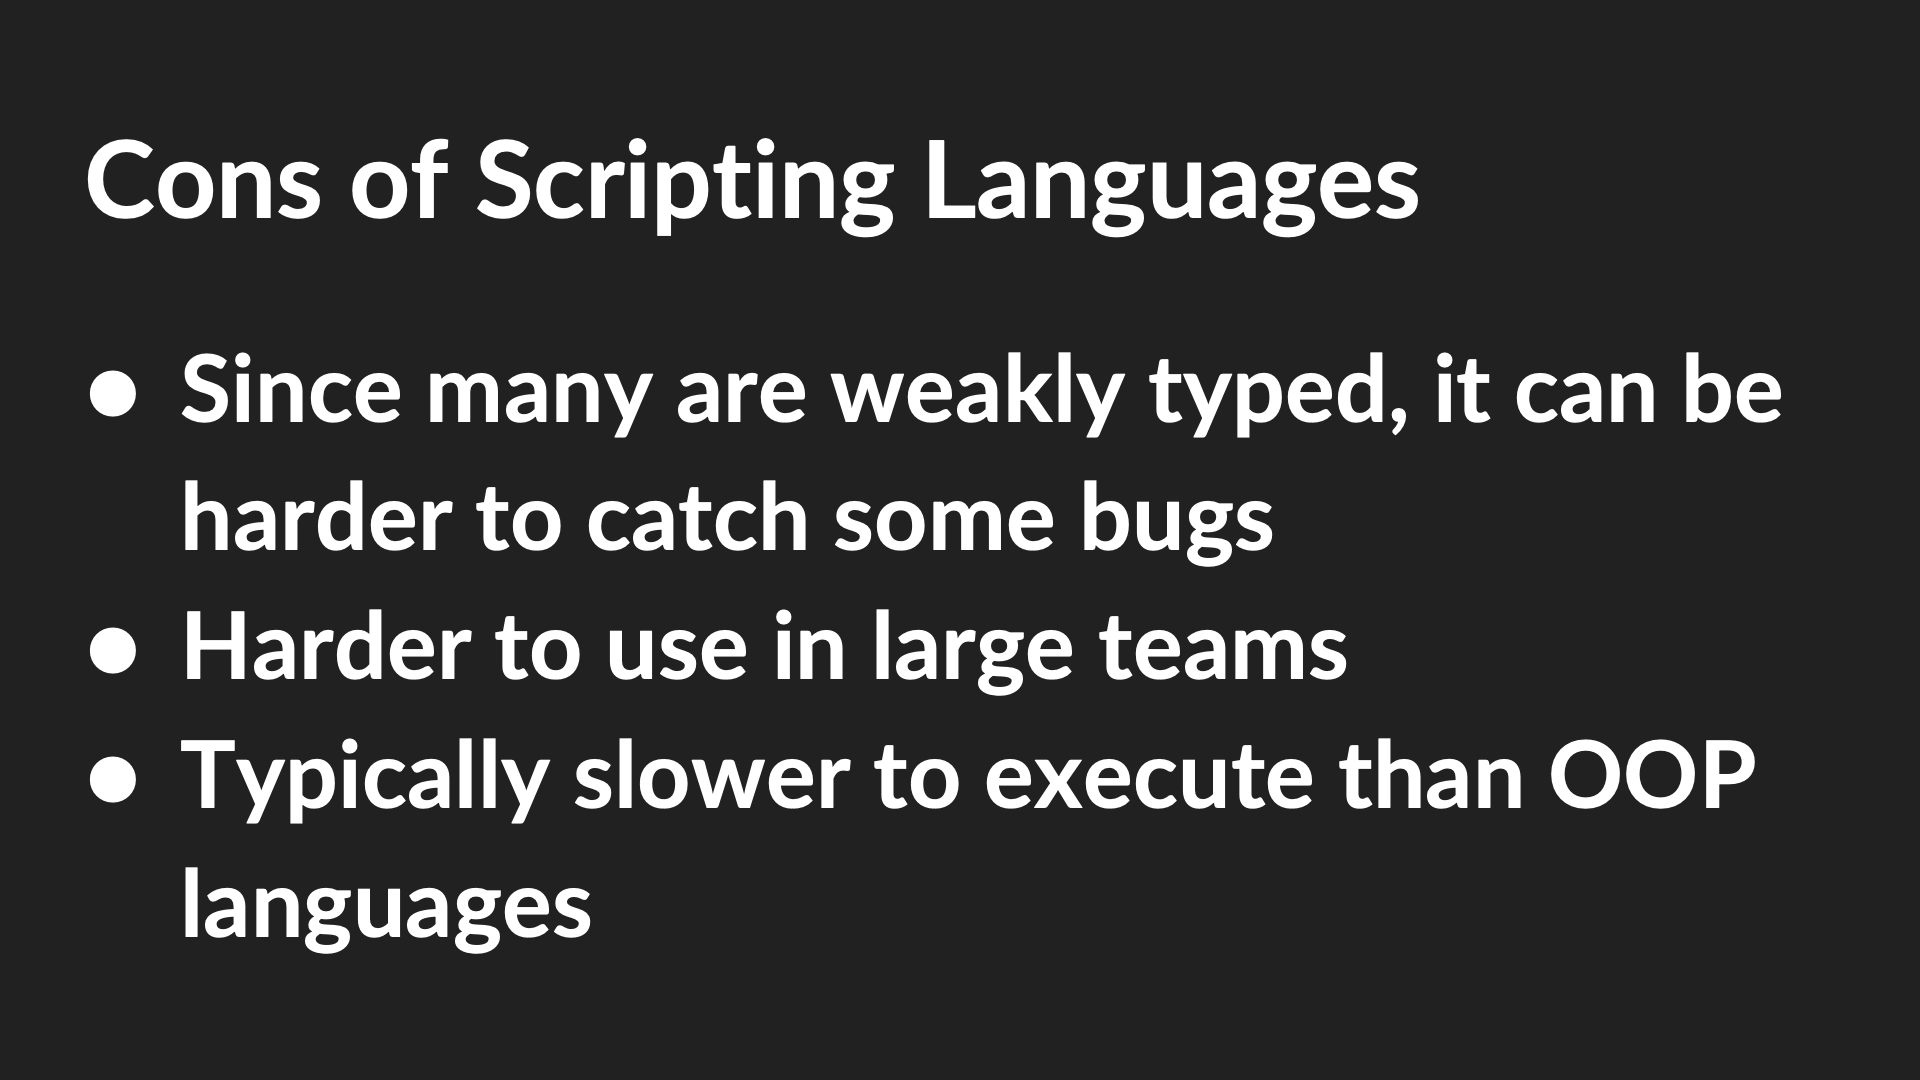 Cons of Scripting Languages
● Since many are weakly typed, it can be
harder to catch some bugs
● Harder to use in large teams
● Typically slower to execute than OOP
languages